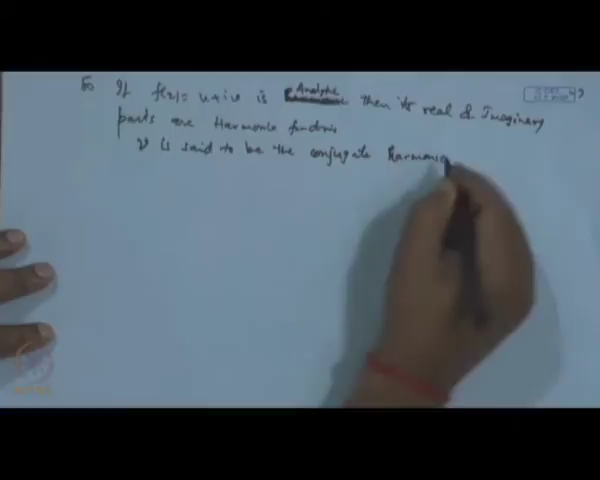 So If f(z)= u+iv is Analytic then its real & Imaginary
parts are Harmonic functions
v is said to be the conjugate Harmonic